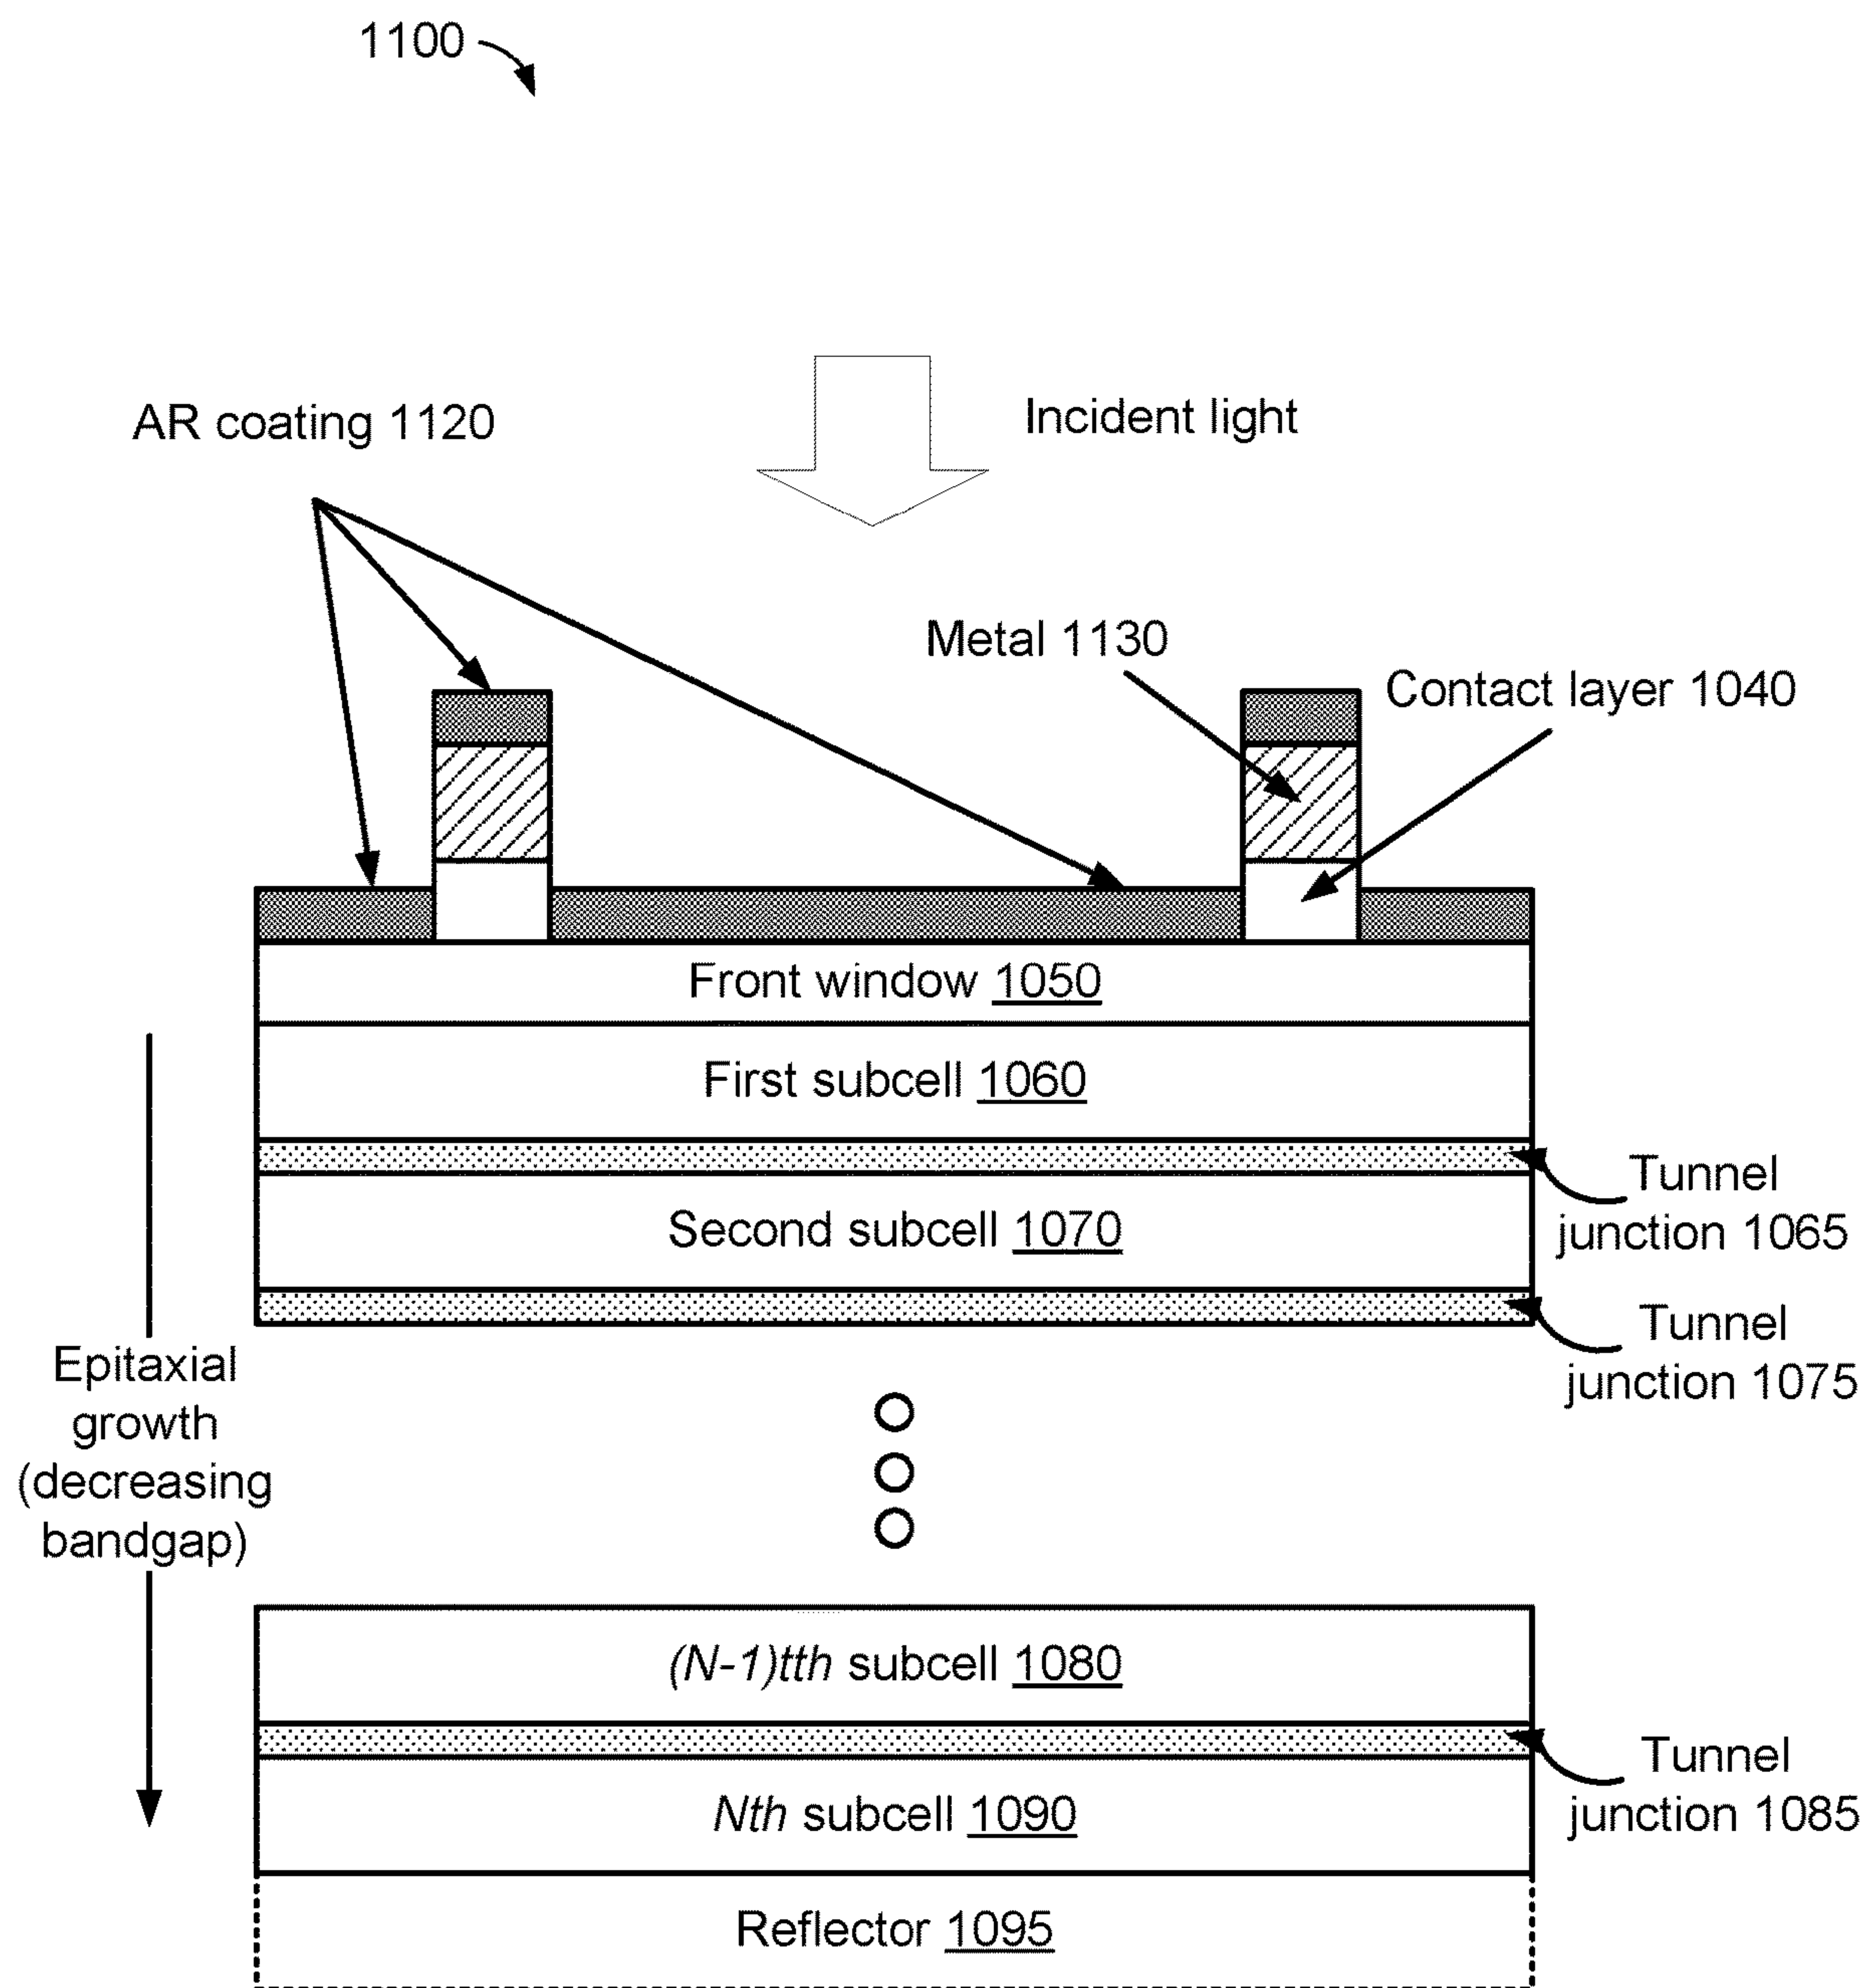 1100
AR coating 1120
Incident light
Metal 1130
Contact layer 1040
Front window 1050
First subcell 1060
Tunnel
junction 1065
Second subcell 1070
Tunnel
junction 1075
Epitaxial
growth
(decreasing
bandgap)
(N-1)tth subcell 1080
Tunnel
junction 1085
Nth subcell 1090
Reflector 1095